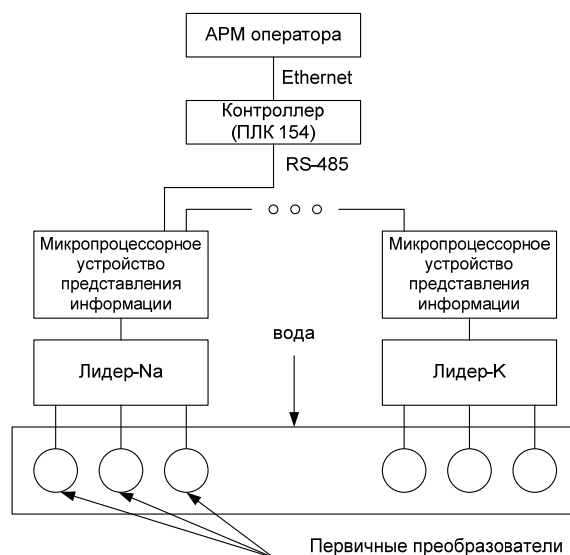 АРМ оператора
Ethernet
Контроллер
(ПЛК 154)
RS-485
Микропроцессорное
устройство
представления
информации
Микропроцессорное
устройство
представления
информации
вода
Лидер-Na
Лидер-K
Первичные преобразователи